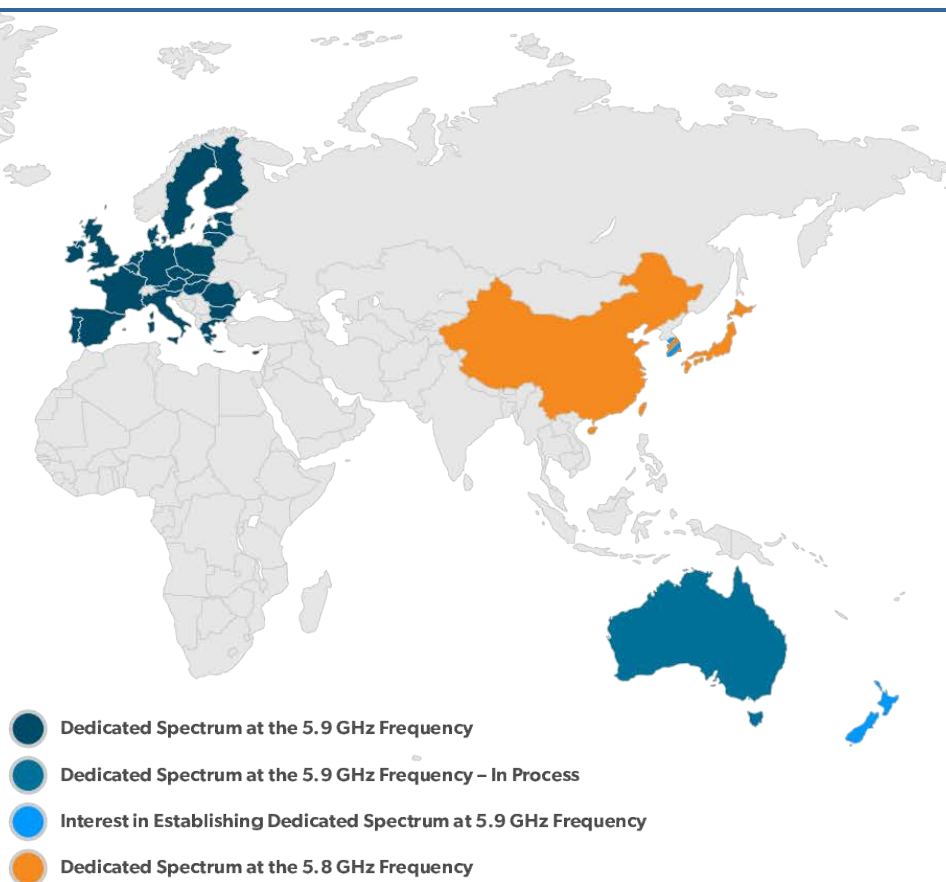 Dedicated Spectrum at the 5.9 GHz Frequency
Dedicated Spectrum at the 5.9 GHz Frequency – In Process
Interest in Establishing Dedicated Spectrum at 5.9 GHz Frequency
Dedicated Spectrum at the 5.8 GHz Frequency